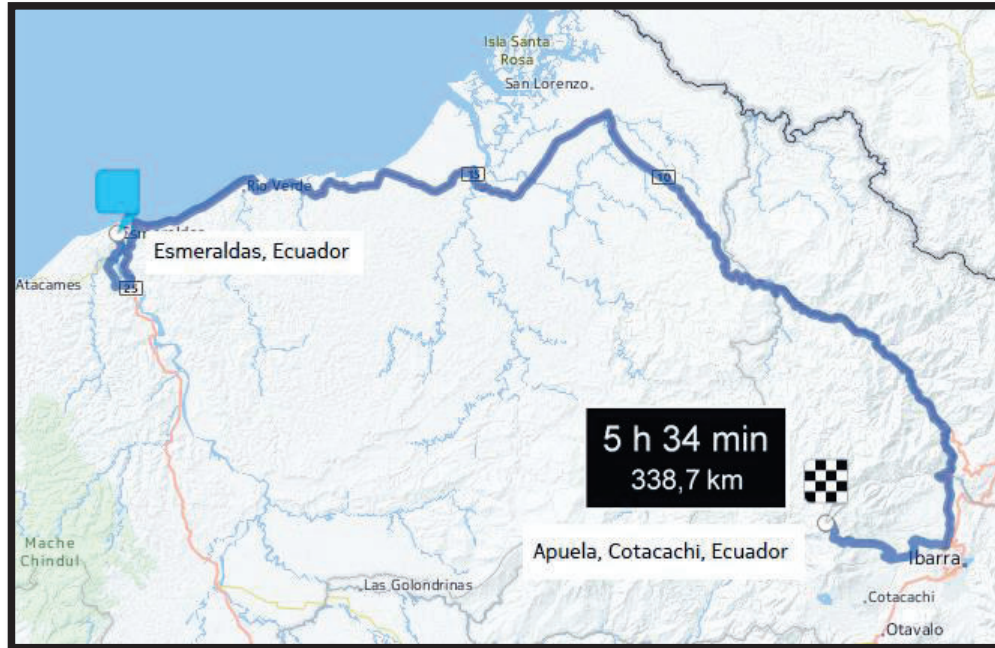 Isla Santa
Rosa
San Lorenzo
15
10
Rio Verde
Esmeraldas, Ecuador
Atacames
25
5 h 34 min
338,7 km
Mache
Chindul
Apuela, Cotacachi, Ecuador
Ibarra
Las Golondrinas
Cotacachi
Otavalo